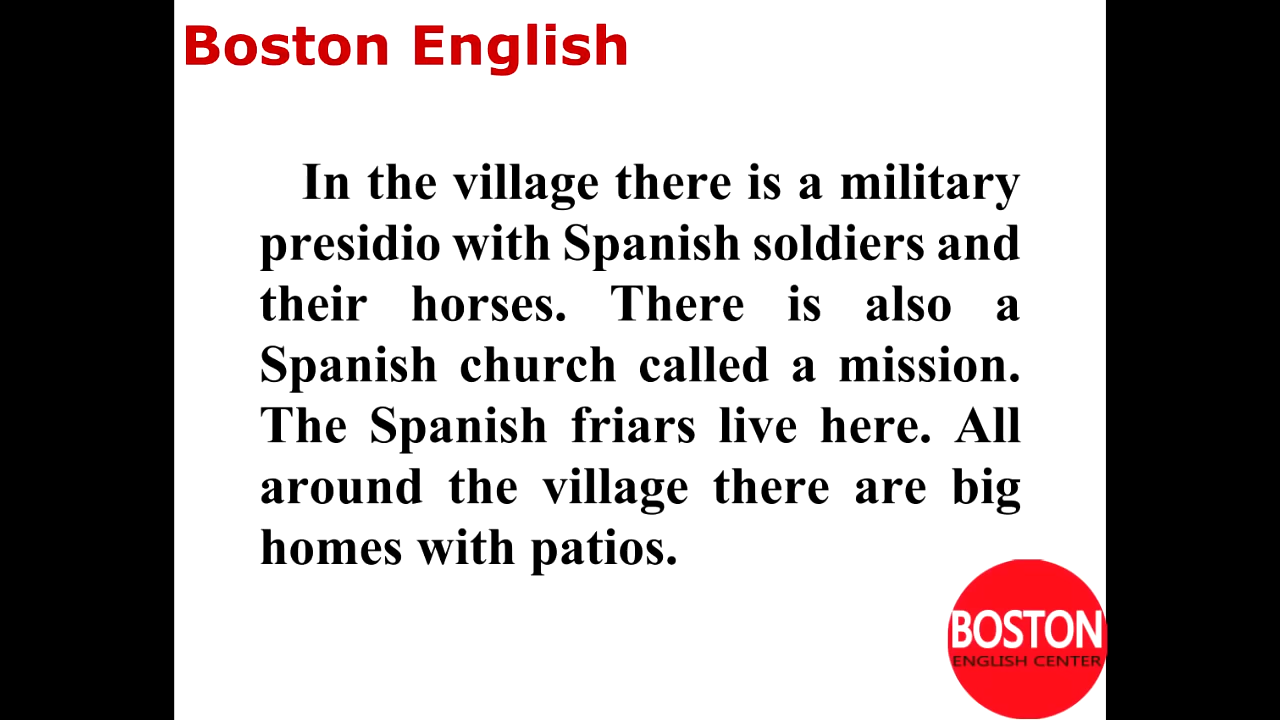 Boston English
In the village there is a military
presidio with Spanish soldiers and
their horses. There is also a
Spanish church called a mission.
The Spanish friars live here. All
around the village there are big
homes with patios.
BOSTON
ENGLISH CENTER